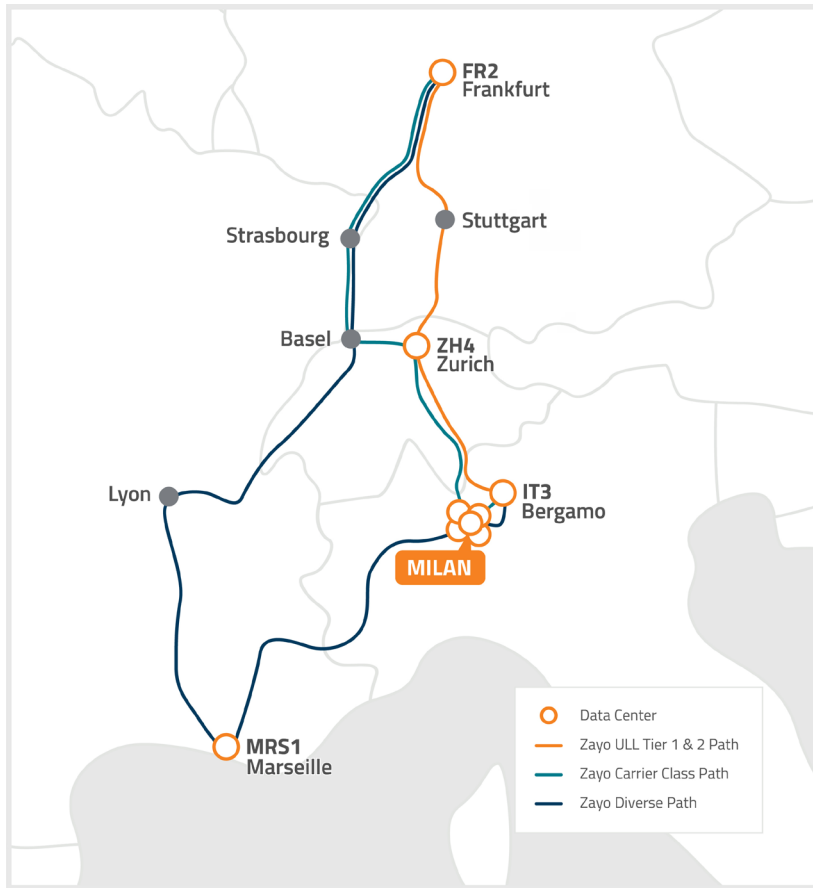 FR2
Frankfurt
Strasbourg
Stuttgart
Basel
ZH4
Zurich
Lyon
IT3
Bergamo
MILAN
MRS1
Marseille
Data Center
Zayo ULL Tier 1 & 2 Path
Zayo Carrier Class Path
Zayo Diverse Path